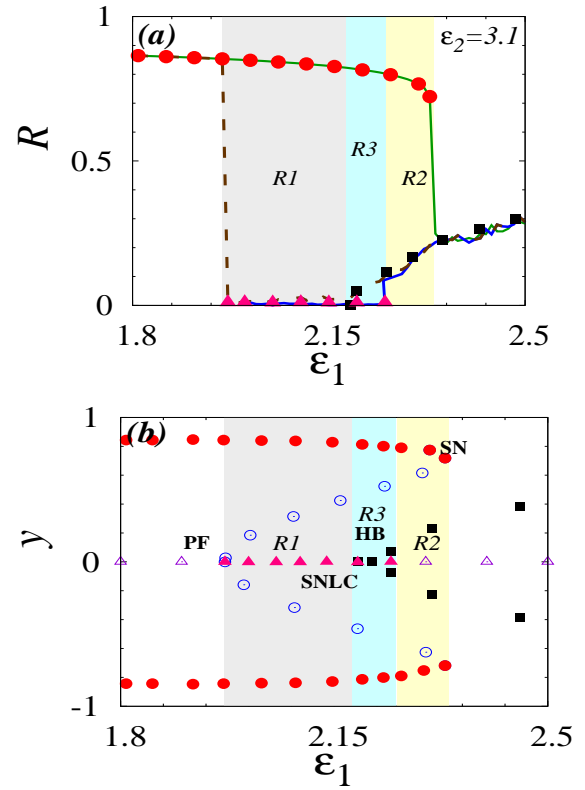 (a)
ε2=3.1
1
R
0.5
R3
R1
R2
0
1.8
2.15
2.5
ε1
(b)
1
SN
y
R3
PF
R1
HB
R2
0
SNLC
-1
1.8
2.15
2.5
ε1